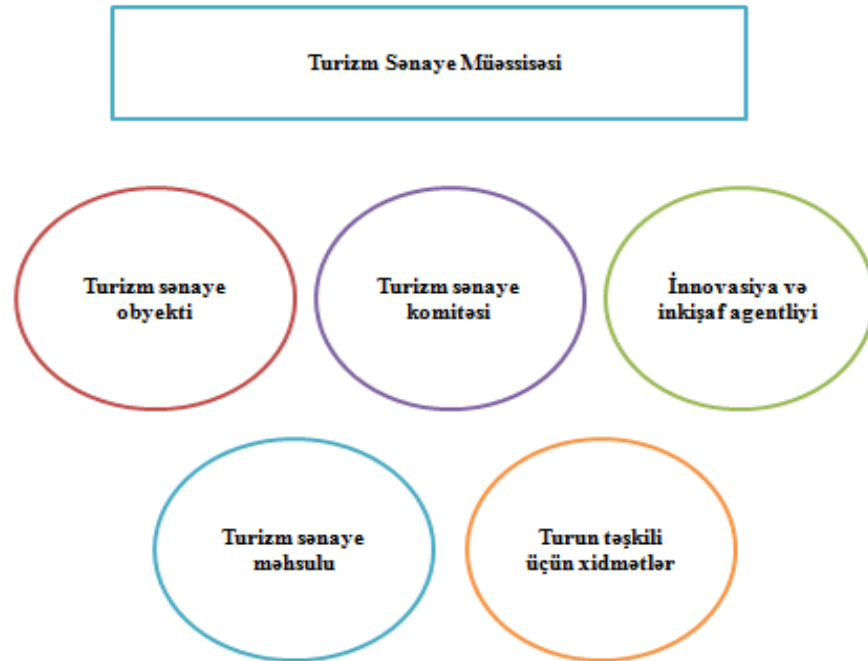 Turizm Sənaye Müəssisəsi
Turizm sənaye
obyekti
Turizm sənaye
komitəsi
İnnovasiya və
inkişaf agentliyi
Turizm sənaye
məhsulu
Turun təşkili
üçün xidmətlər